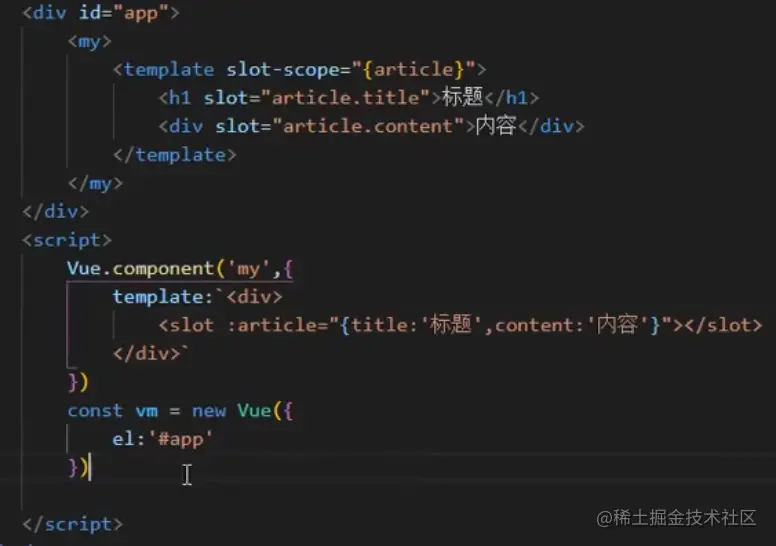 <div id="app">
    <my>
        <template slot-scope="{article}">
            <h1 slot="article.title">标题</h1>
            <div slot="article.content">内容</div>
        </template>
    </my>
</div>
<script>
    Vue.component('my',{
        template:`<div>
            <slot :article="{title:'标题',content:'内容'}"></slot>
        </div>`
    })
    const vm = new Vue({
        el:'#app'
    })
</script>
@稀土掘金技术社区